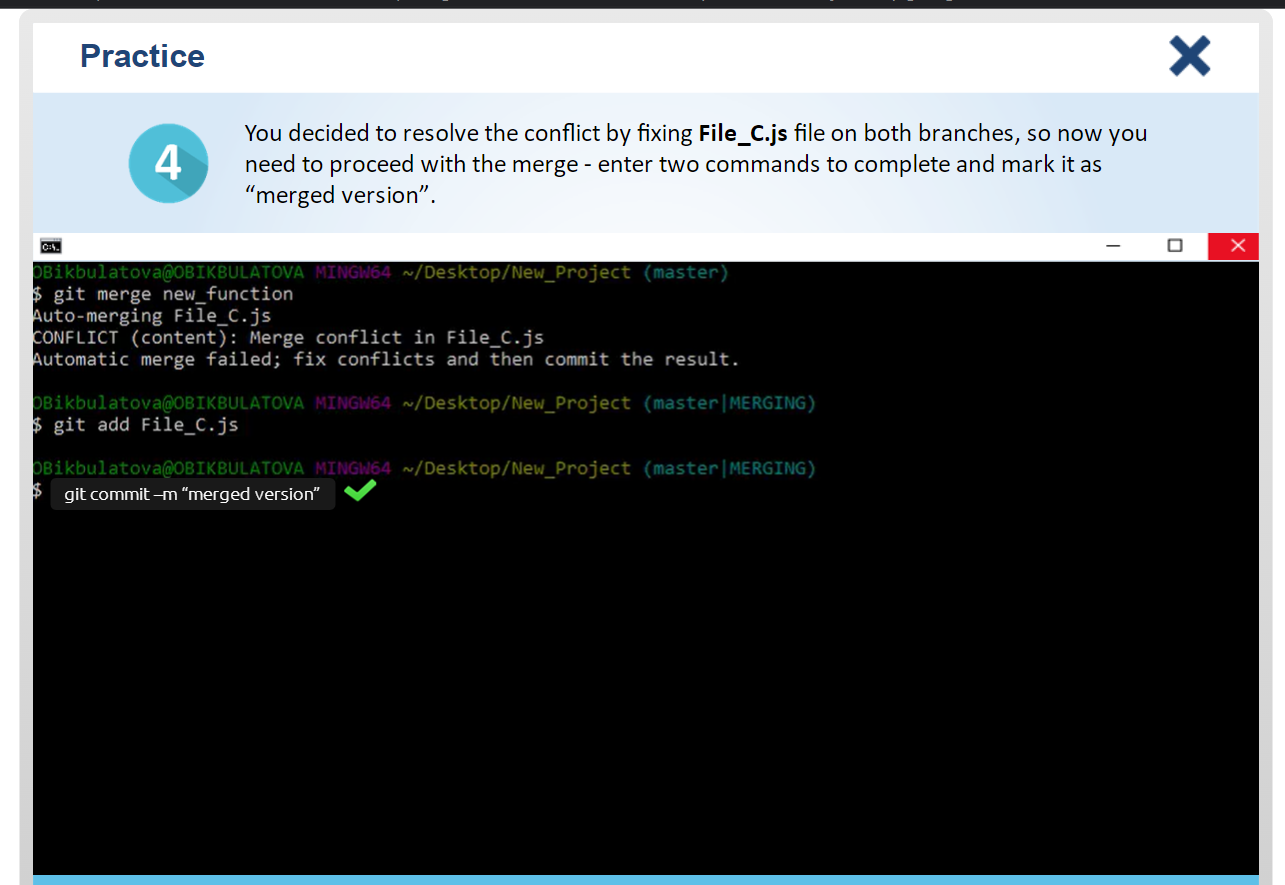 Practice
4
You decided to resolve the conflict by fixing File_C.js file on both branches, so now you
need to proceed with the merge - enter two commands to complete and mark it as
“merged version”.
C:\.
OBikbulatova@OBIKBULATOVA MINGW64 ~/Desktop/New_Project (master)
$ git merge new_function
Auto-merging File_C.js
CONFLICT (content): Merge conflict in File_C.js
Automatic merge failed; fix conflicts and then commit the result.
OBikbulatova@OBIKBULATOVA MINGW64 ~/Desktop/New_Project (master|MERGING)
$ git add File_C.js
OBikbulatova@OBIKBULATOVA MINGW64 ~/Desktop/New_Project (master|MERGING)
$ git commit –m “merged version”